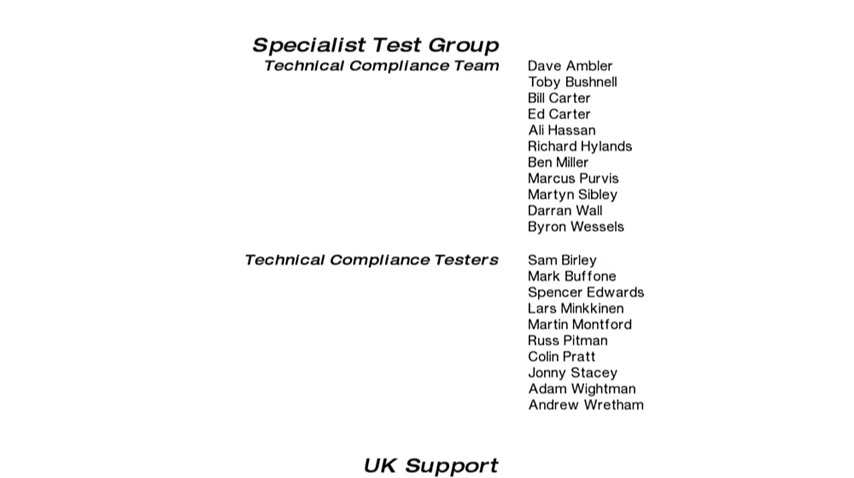 Specialist Test Group
Technical Compliance Team Dave Ambler
Toby Bushnell
Bill Carter
Ed Carter
Ali Hassan
Richard Hylands
Ben Miller
Marcus Purvis
Martyn Sibley
Darran Wall
Byron Wessels
Technical Compliance Testers Sam Birley
Mark Buffone
Spencer Edwards
Lars Minkkinen
Martin Montford
Russ Pitman
Colin Pratt
Jonny Stacey
Adam Wightman
Andrew Wretham
UK Support